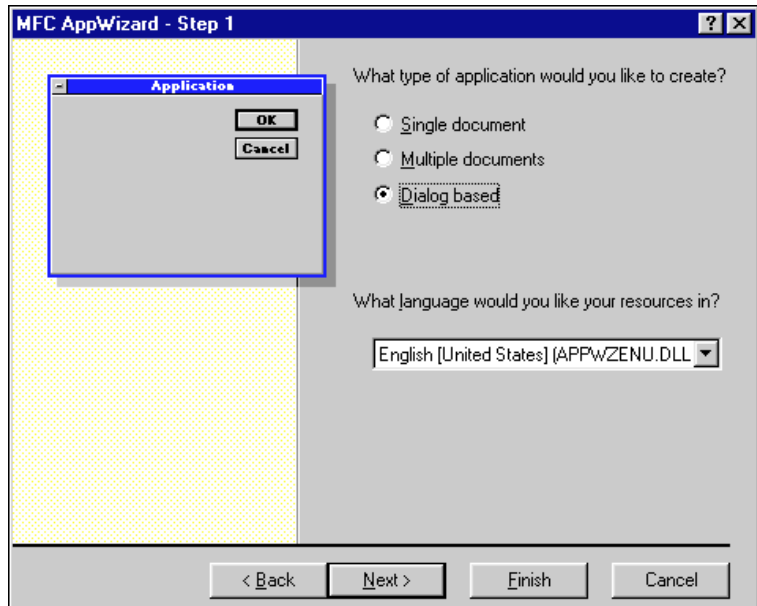 MFC AppWizard - Step 1
Application
OK
Cancel
What type of application would you like to create?
Single document
Multiple documents
Dialog based
What language would you like your resources in?
English [United States] (APPWZENU.DLL
< Back Next > Finish Cancel